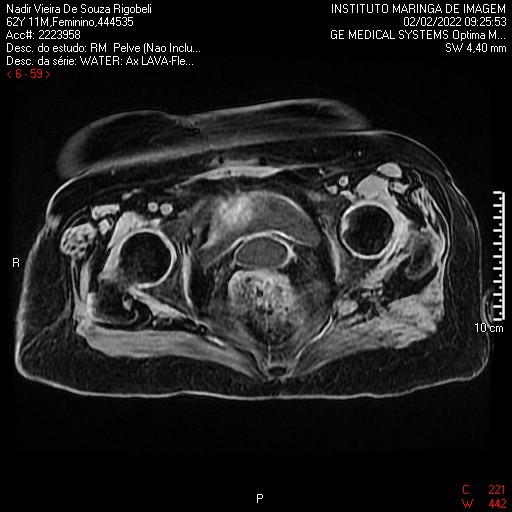 Nadir Vieira De Souza Rigobeli
62Y 11M,Feminino,444535
Acc#: 2223958
Desc. do estudo: RM  Pelve (Nao Inclu...
Desc. da série: WATER: Ax LAVA-Fle...
< 6 - 59 >
INSTITUTO MARINGA DE IMAGEM
02/02/2022 09:25:53
GE MEDICAL SYSTEMS Optima M...
SW 4,40 mm
R
10 cm
P
C 221
W 442